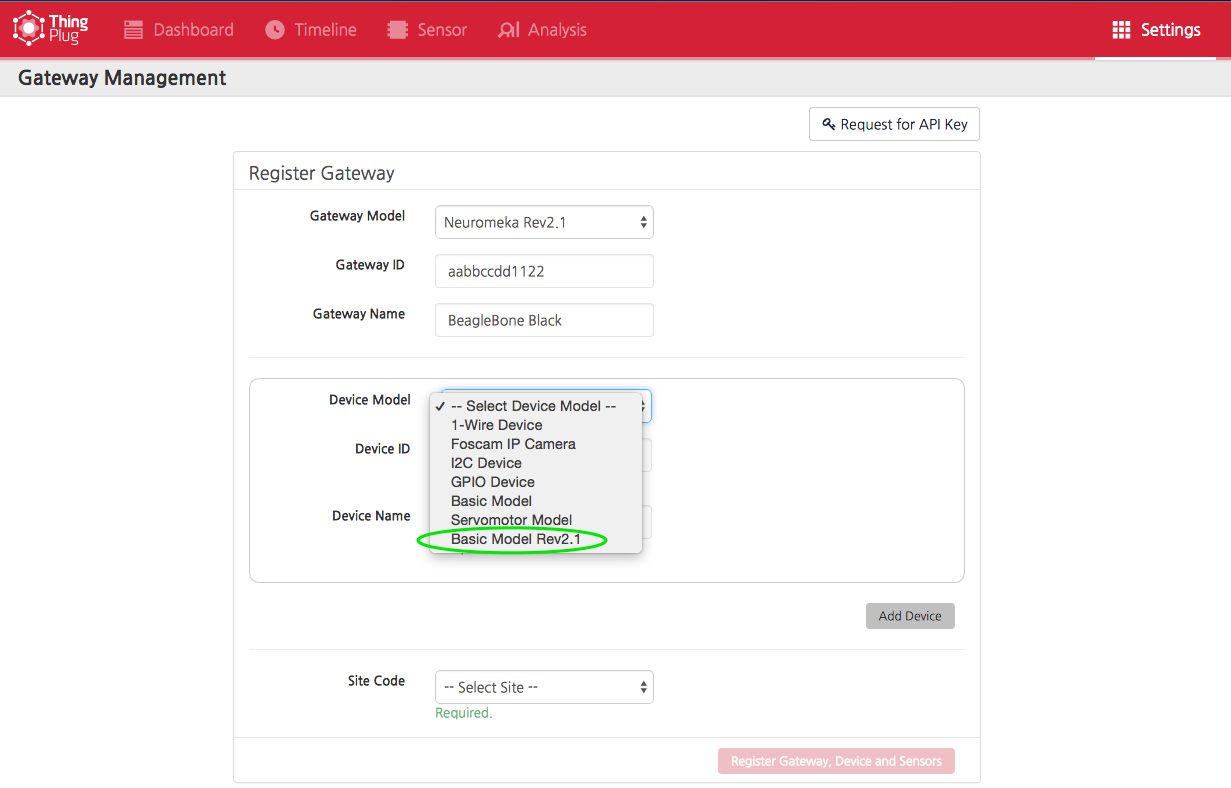 Thing
Plug
Dashboard
Timeline
Sensor
Analysis
Settings
Gateway Management
Request for API Key
Register Gateway
Gateway Model
Neuromeka Rev2.1
Gateway ID
aabbccdd1122
Gateway Name
BeagleBone Black
Device Model
-- Select Device Model --
1-Wire Device
Foscam IP Camera
I2C Device
GPIO Device
Basic Model
Servomotor Model
Basic Model Rev2.1
Device ID
Device Name
Add Device
Site Code
-- Select Site --
Required.
Register Gateway, Device and Sensors